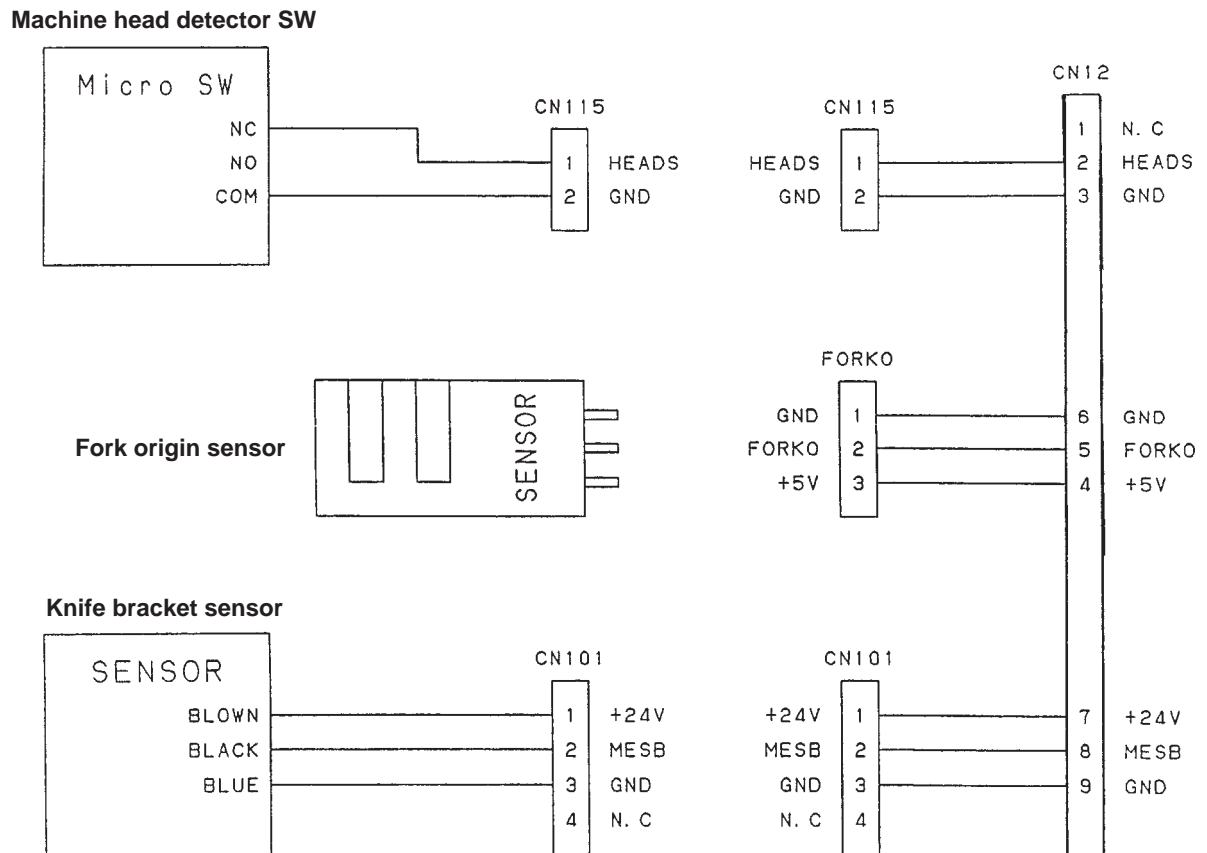 Machine head detector SW
Micro SW
NC
NO
COM
CN115
1 HEADS
2 GND
CN115
HEADS 1
GND 2
CN12
1 N. C
2 HEADS
3 GND
Fork origin sensor
SENSOR
FORKO
GND 1
FORKO 2
+5V 3
6 GND
5 FORKO
4 +5V
Knife bracket sensor
SENSOR
BLOWN
BLACK
BLUE
CN101
1 +24V
2 MESB
3 GND
4 N. C
CN101
+24V 1
MESB 2
GND 3
N. C 4
7 +24V
8 MESB
9 GND